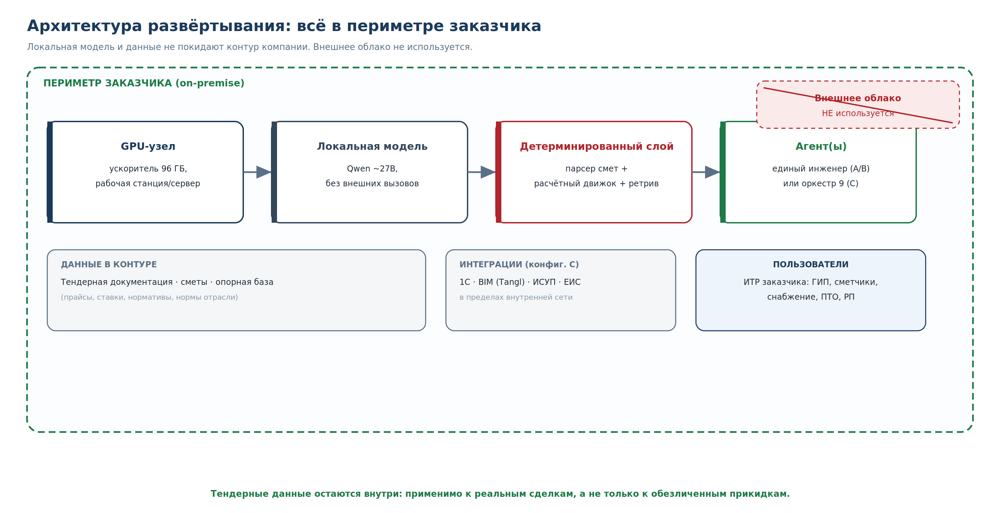 Архитектура развёртывания: всё в периметре заказчика
Локальная модель и данные не покидают контур компании. Внешнее облако не используется.
ПЕРИМЕТР ЗАКАЗЧИКА (on-premise)
Внешнее облако
НЕ используется
GPU-узел
ускоритель 96 ГБ,
рабочая станция/сервер
Локальная модель
Qwen ~27B,
без внешних вызовов
Детерминированный слой
парсер смет +
расчётный движок + ретрив
Агент(ы)
единый инженер (A/B)
или оркестр 9 (C)
ДАННЫЕ В КОНТУРЕ
Тендерная документация · сметы · опорная база
(прайсы, ставки, нормативы, нормы отрасли)
ИНТЕГРАЦИИ (конфиг. C)
1С · BIM (Tangl) · ИСУП · ЕИС
в пределах внутренней сети
ПОЛЬЗОВАТЕЛИ
ИТР заказчика: ГИП, сметчики,
снабжение, ПТО, РП
Тендерные данные остаются внутри: применимо к реальным сделкам, а не только к обезличенным прикидкам.